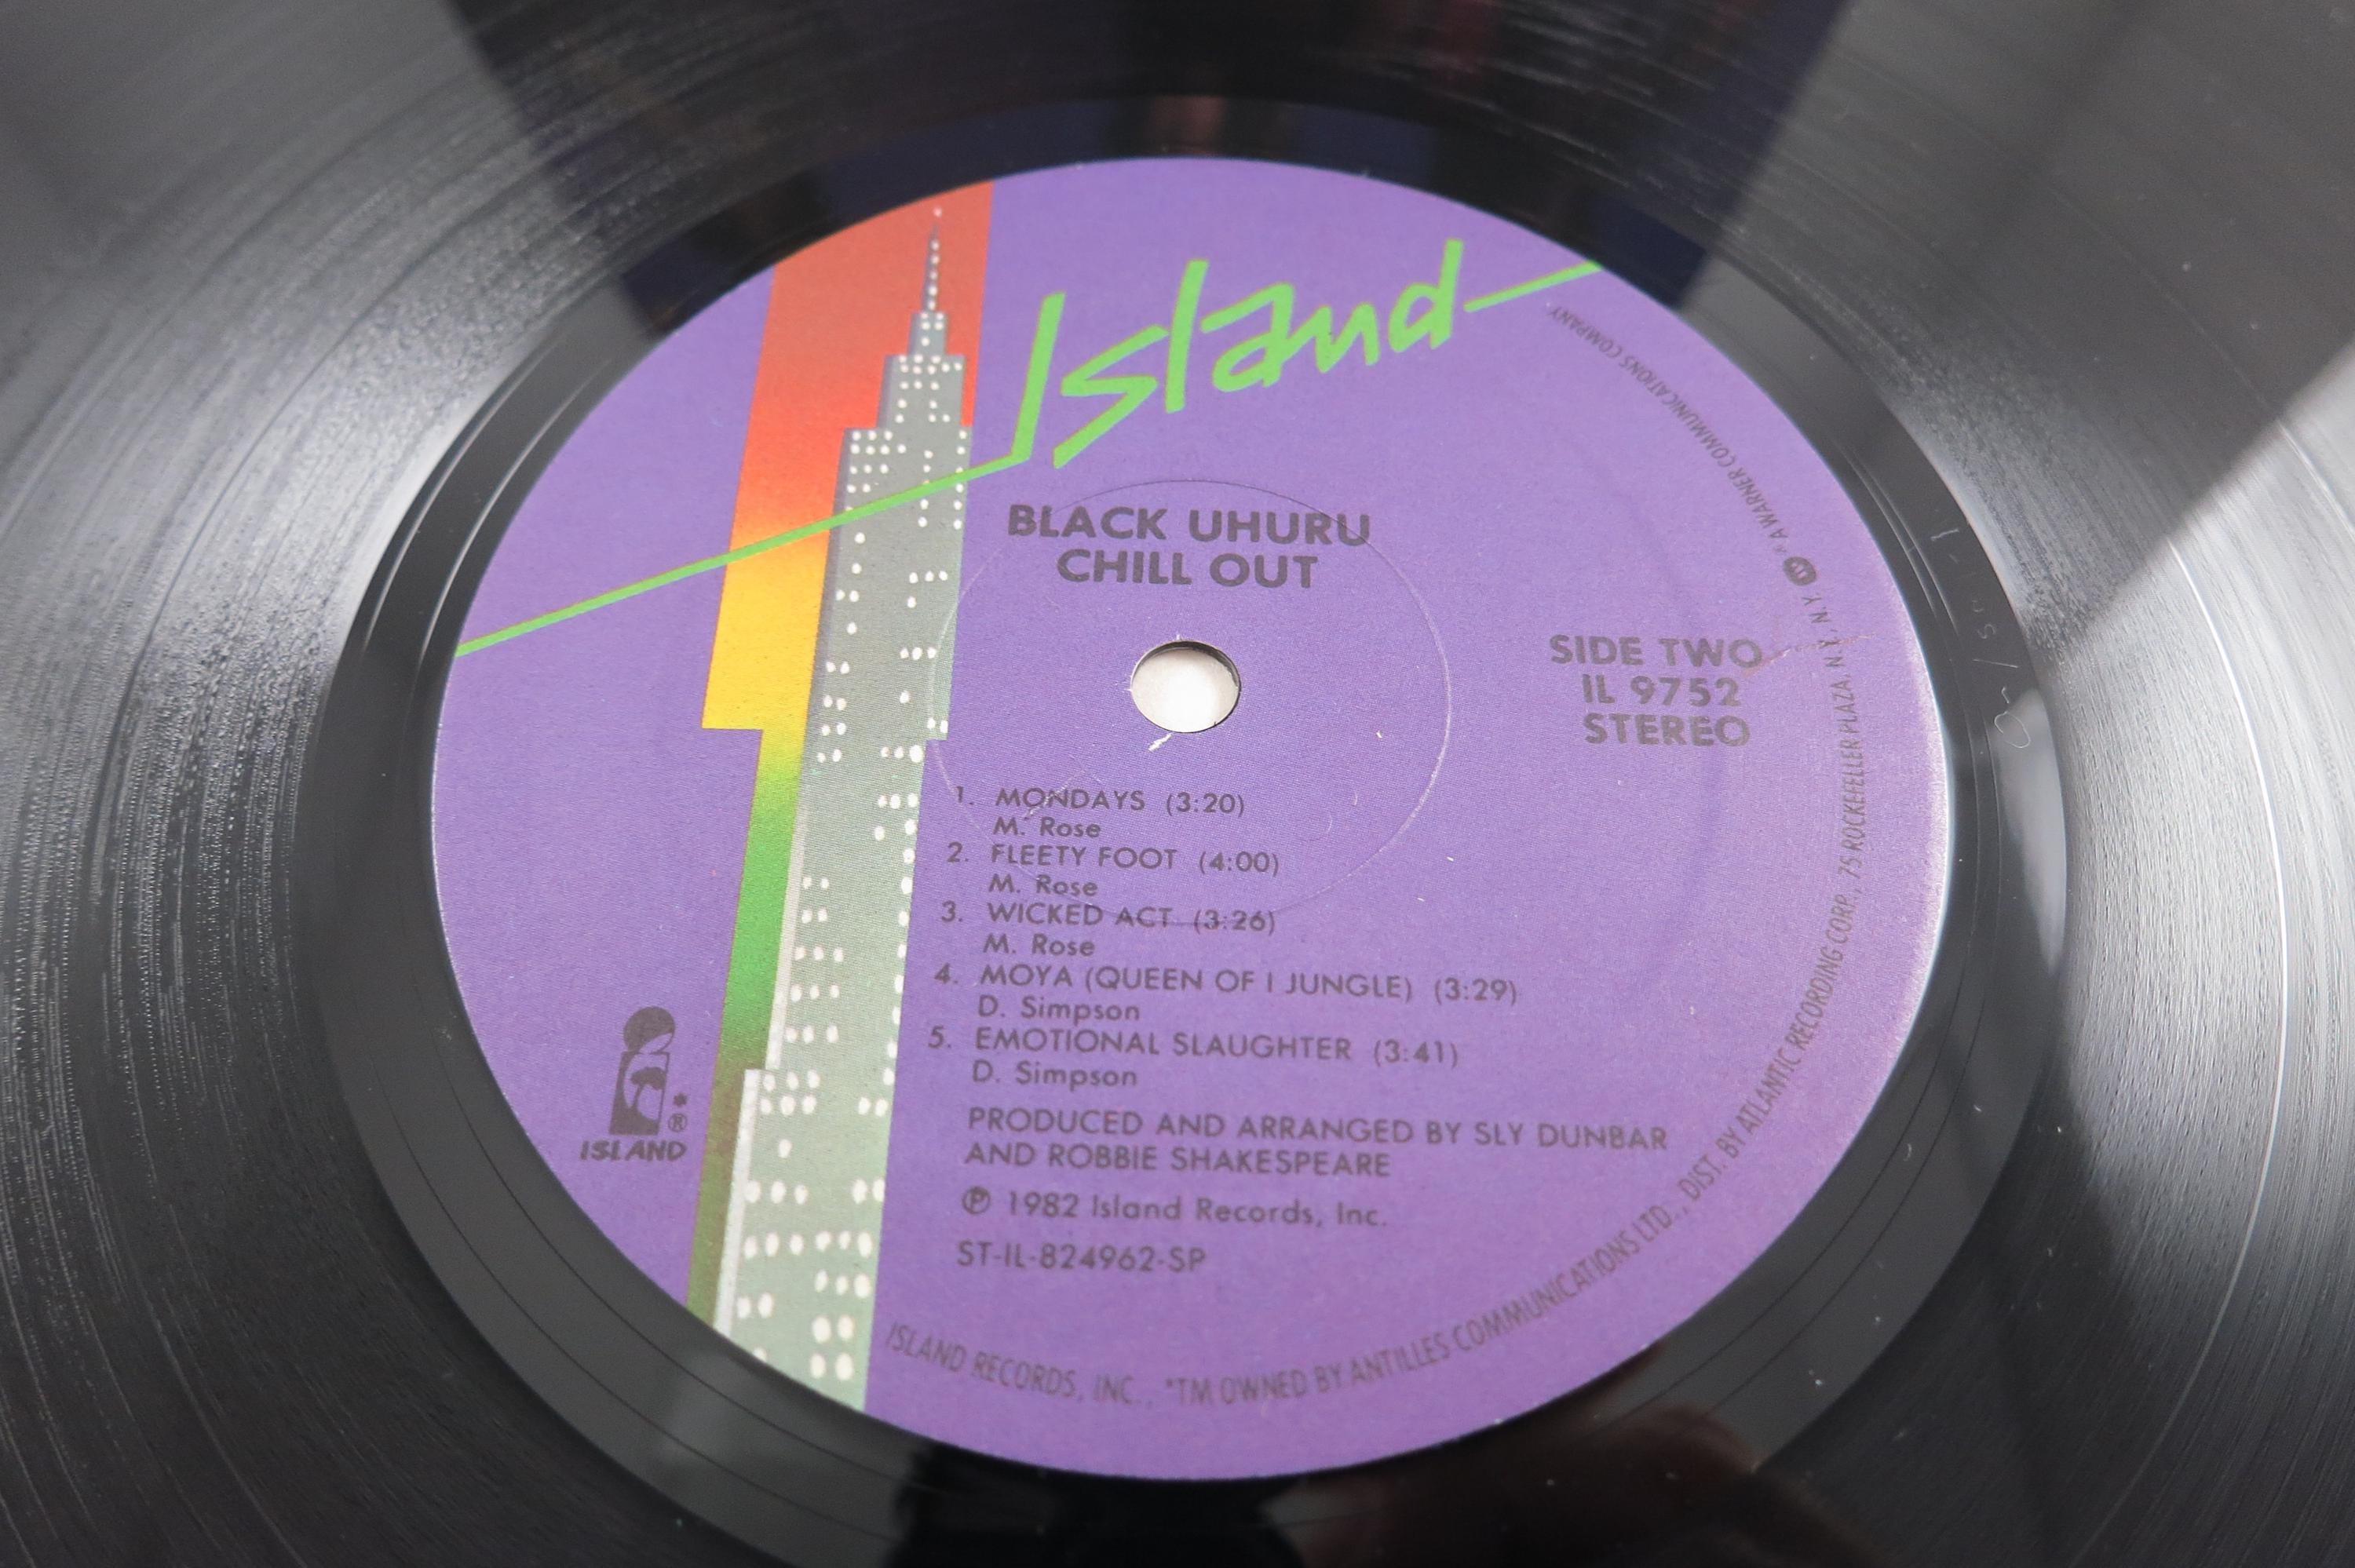 Island
BLACK UHURU
CHILL OUT
SIDE TWO
IL 9752
STEREO
1. MONDAYS (3:20)
M. Rose
2. FLEETY FOOT (4:00)
M. Rose
3. WICKED ACT (3:26)
M. Rose
4. MOYA (QUEEN OF I JUNGLE) (3:29)
D. Simpson
5. EMOTIONAL SLAUGHTER (3:41)
D. Simpson
PRODUCED AND ARRANGED BY SLY DUNBAR
AND ROBBIE SHAKESPEARE
℗ 1982 Island Records, Inc.
ST-IL-824962-SP
*®
ISLAND
ISLAND RECORDS, INC., *TM OWNED BY ANTILLES COMMUNICATIONS LTD., DIST. BY ATLANTIC RECORDING CORP., 75 ROCKEFELLER PLAZA N.Y., N.Y. A WARNER COMMUNICATIONS COMPANY